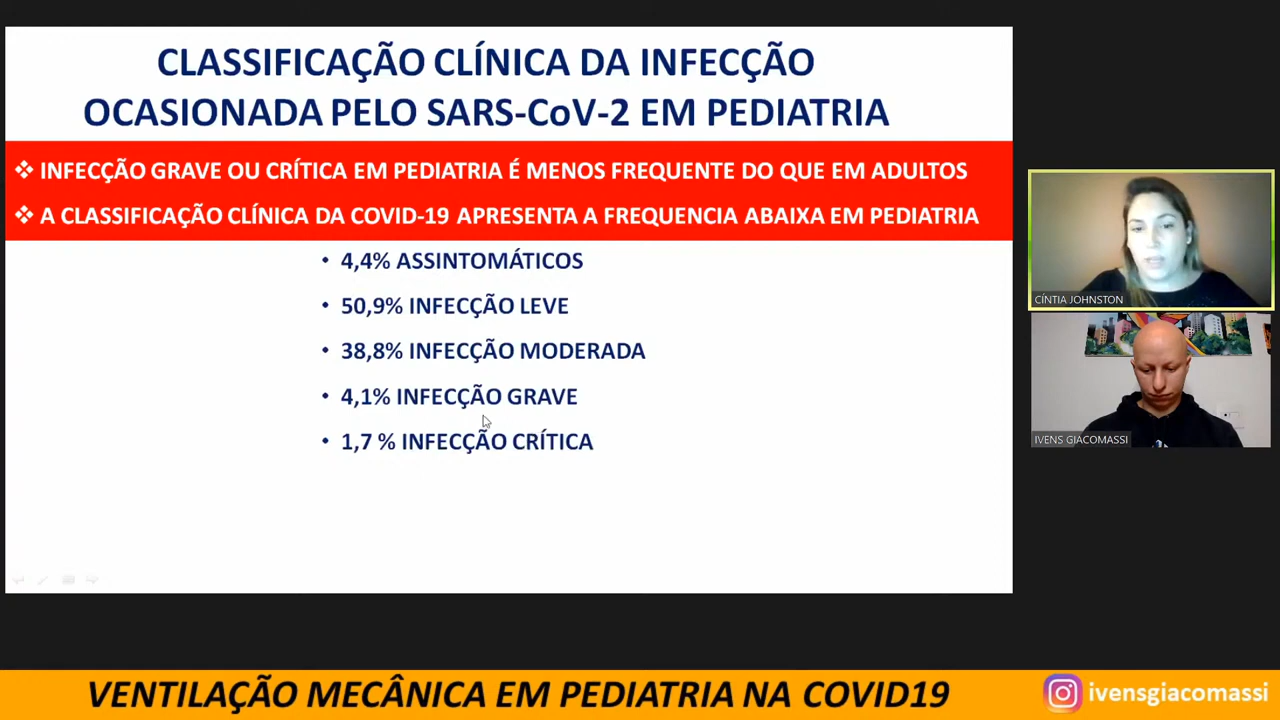 CLASSIFICAÇÃO CLÍNICA DA INFECÇÃO
OCASIONADA PELO SARS-CoV-2 EM PEDIATRIA
❖ INFECÇÃO GRAVE OU CRÍTICA EM PEDIATRIA É MENOS FREQUENTE DO QUE EM ADULTOS
❖ A CLASSIFICAÇÃO CLÍNICA DA COVID-19 APRESENTA A FREQUENCIA ABAIXA EM PEDIATRIA
• 4,4% ASSINTOMÁTICOS
• 50,9% INFECÇÃO LEVE
• 38,8% INFECÇÃO MODERADA
• 4,1% INFECÇÃO GRAVE
• 1,7 % INFECÇÃO CRÍTICA
CÍNTIA JOHNSTON
IVENS GIACOMASSI
VENTILAÇÃO MECÂNICA EM PEDIATRIA NA COVID19
ivensgiacomassi